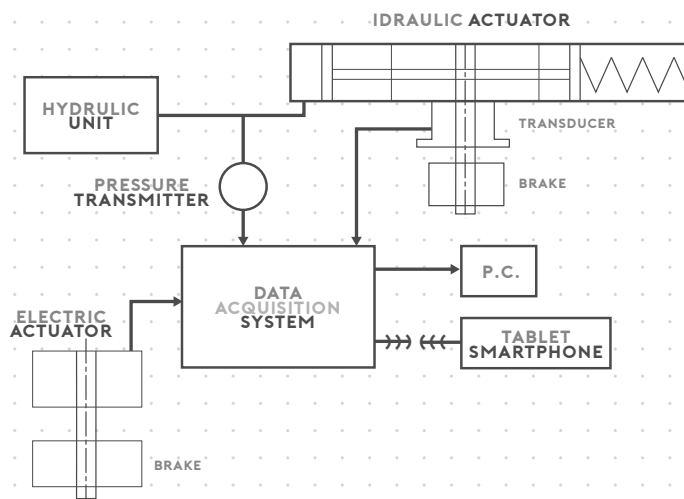 IDRAULIC ACTUATOR
HYDRULIC
UNIT
TRANSDUCER
PRESSURE
TRANSMITTER
BRAKE
P.C.
DATA
ACQUISITION
SYSTEM
ELECTRIC
ACTUATOR
TABLET
SMARTPHONE
BRAKE